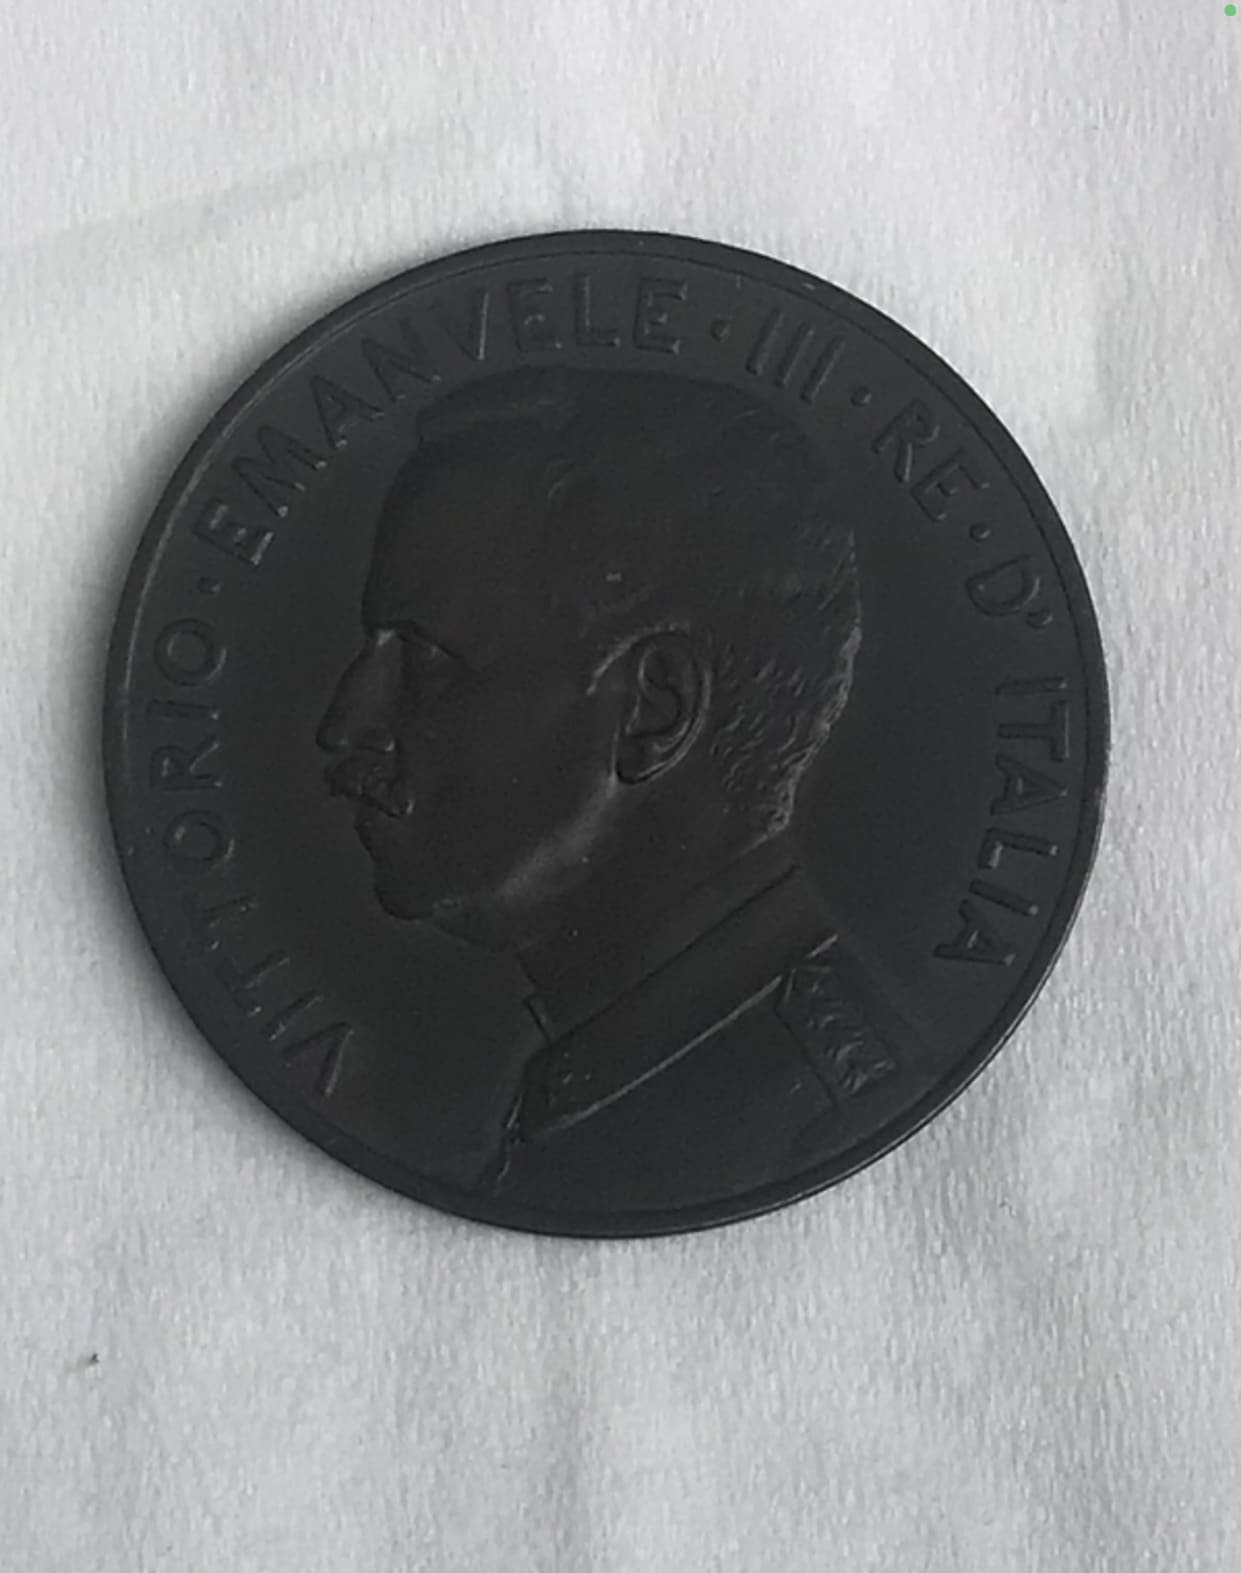 VITTORIO · EMANVELE · III · RE · D' ITALIA